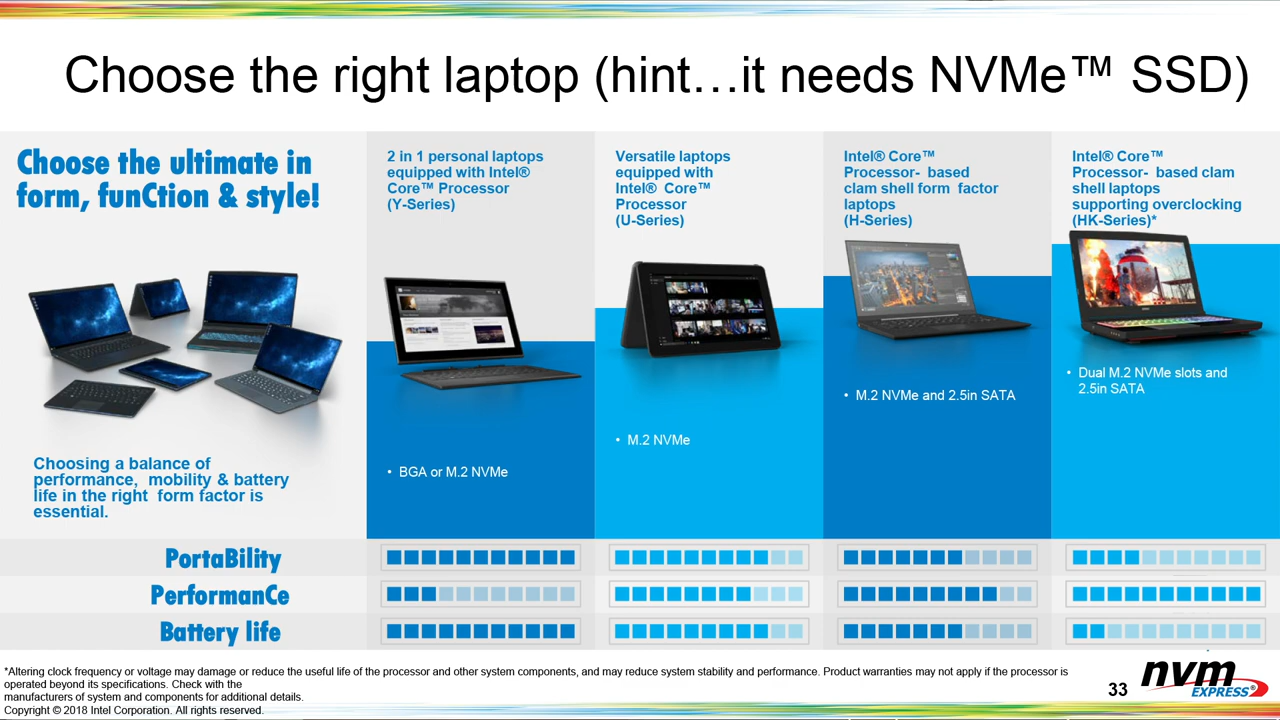 Choose the right laptop (hint…it needs NVMe™ SSD)
Choose the ultimate in
form, funCtion & style!
2 in 1 personal laptops
equipped with Intel®
Core™ Processor
(Y-Series)
Versatile laptops
equipped with
Intel® Core™
Processor
(U-Series)
Intel® Core™
Processor- based
clam shell form factor
laptops
(H-Series)
Intel® Core™
Processor- based clam
shell laptops
supporting overclocking
(HK-Series)*
• Dual M.2 NVMe slots and
2.5in SATA
• M.2 NVMe and 2.5in SATA
• M.2 NVMe
• BGA or M.2 NVMe
Choosing a balance of
performance, mobility & battery
life in the right form factor is
essential.
PortaBility
PerformanCe
Battery life
*Altering clock frequency or voltage may damage or reduce the useful life of the processor and other system components, and may reduce system stability and performance. Product warranties may not apply if the processor is
operated beyond its specifications. Check with the
manufacturers of system and components for additional details.
Copyright © 2018 Intel Corporation. All rights reserved.
33
nvm
EXPRESS®